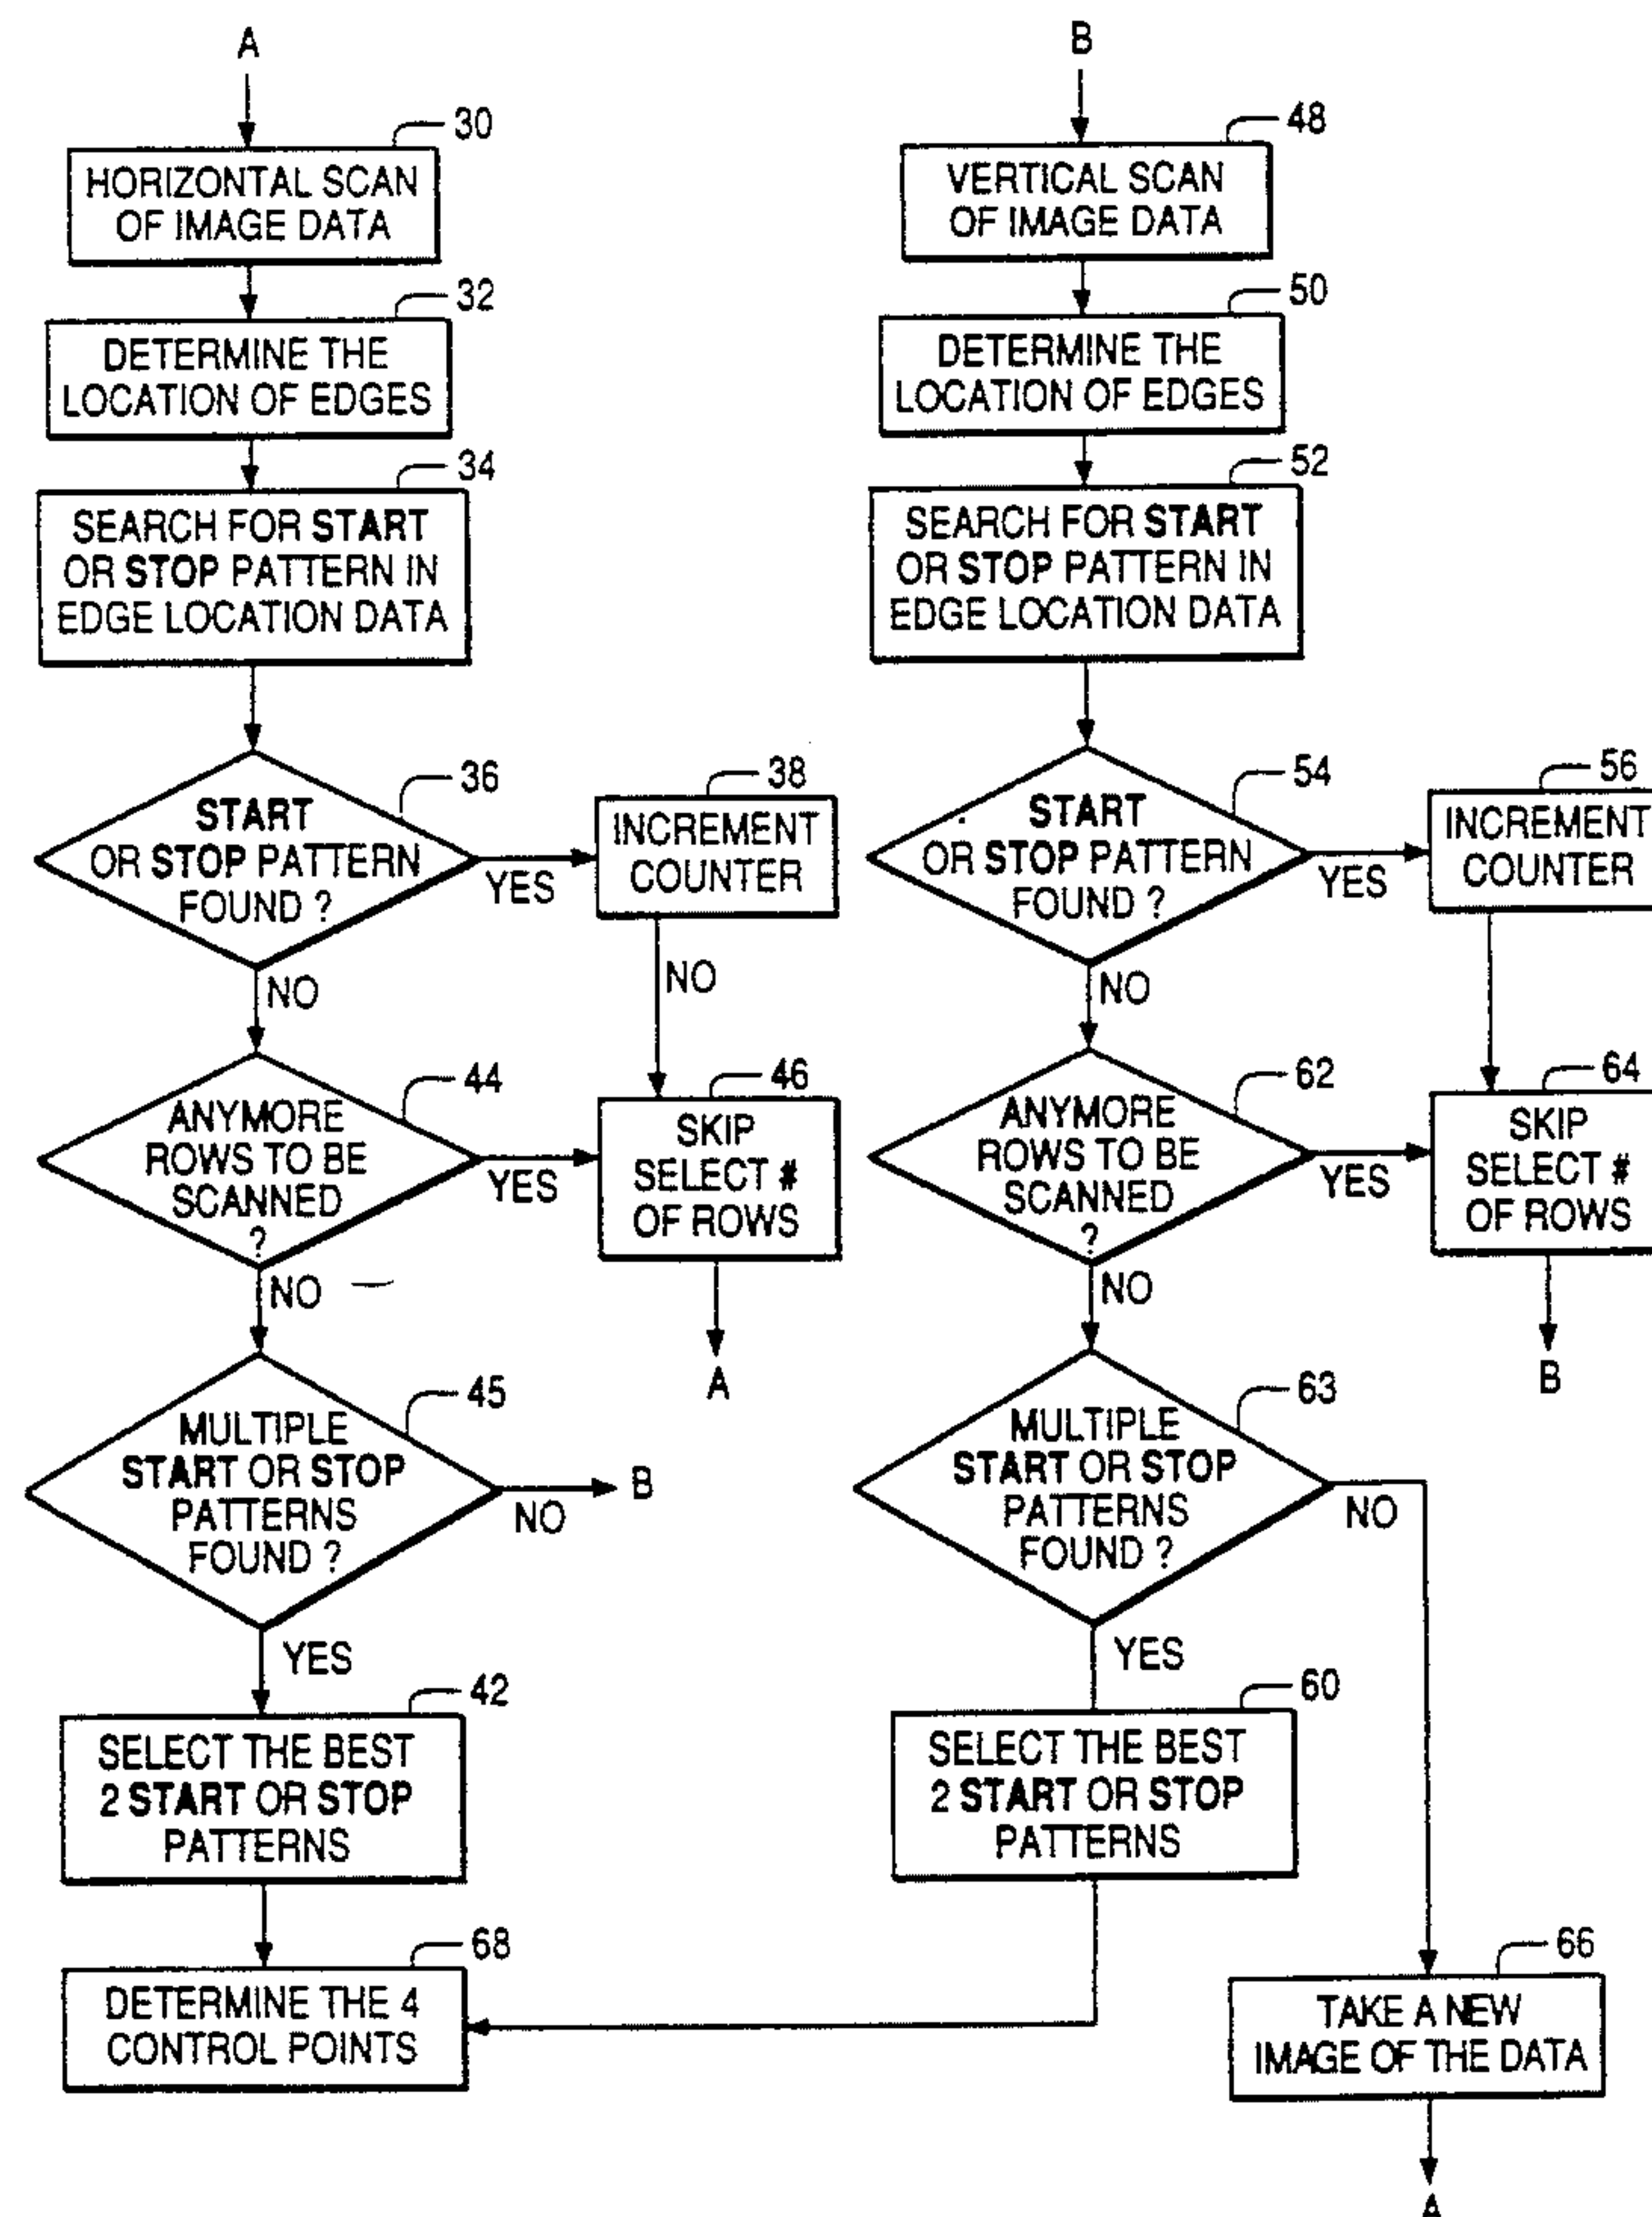 A
30
HORIZONTAL SCAN
OF IMAGE DATA
32
DETERMINE THE
LOCATION OF EDGES
34
SEARCH FOR START
OR STOP PATTERN IN
EDGE LOCATION DATA
36
START
OR STOP PATTERN
FOUND ?
YES
38
INCREMENT
COUNTER
NO
NO
44
ANYMORE
ROWS TO BE
SCANNED
?
YES
46
SKIP
SELECT #
OF ROWS
A
NO
45
MULTIPLE
START OR STOP
PATTERNS
FOUND ?
NO
B
YES
42
SELECT THE BEST
2 START OR STOP
PATTERNS
68
DETERMINE THE 4
CONTROL POINTS
B
48
VERTICAL SCAN
OF IMAGE DATA
50
DETERMINE THE
LOCATION OF EDGES
52
SEARCH FOR START
OR STOP PATTERN IN
EDGE LOCATION DATA
54
START
OR STOP PATTERN
FOUND ?
YES
56
INCREMENT
COUNTER
NO
62
ANYMORE
ROWS TO BE
SCANNED
?
YES
64
SKIP
SELECT #
OF ROWS
B
NO
63
MULTIPLE
START OR STOP
PATTERNS
FOUND ?
NO
YES
60
SELECT THE BEST
2 START OR STOP
PATTERNS
66
TAKE A NEW
IMAGE OF THE DATA
A